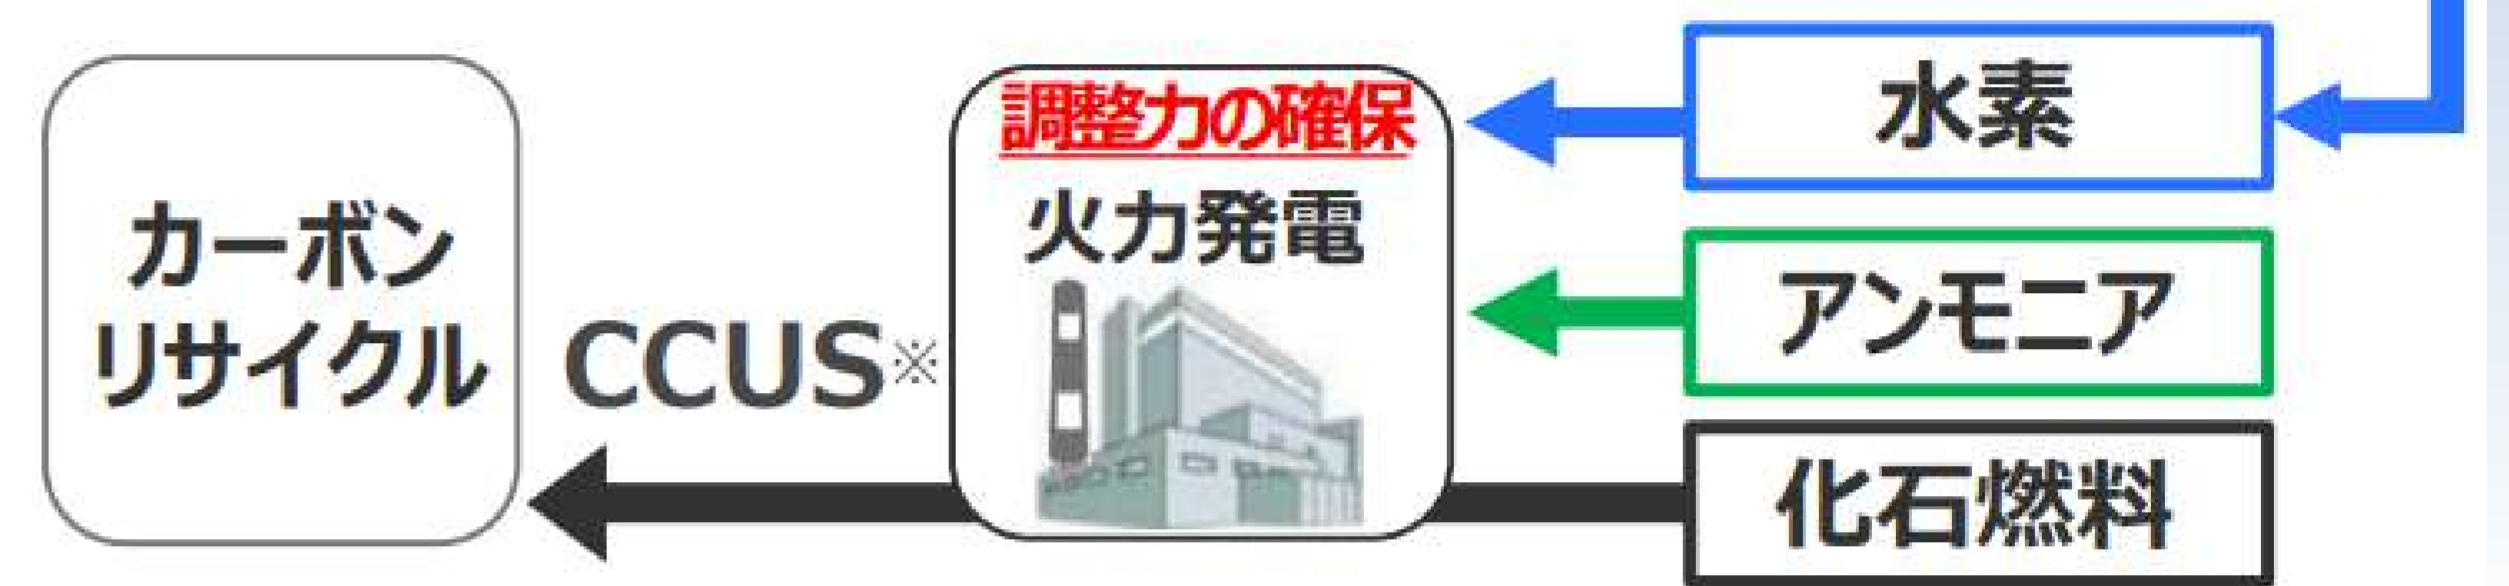 カーボン
リサイクル
CCUS※
調整力の確保
火力発電
水素
アンモニア
化石燃料